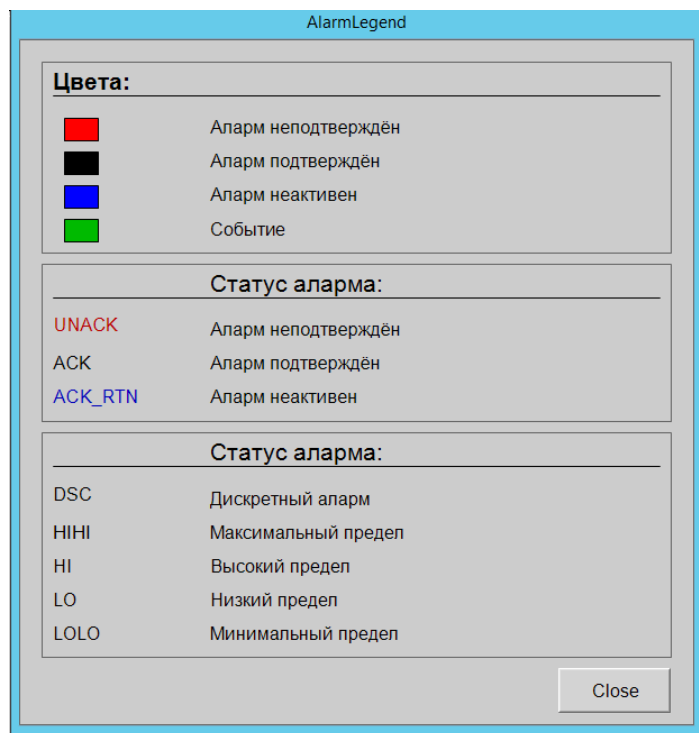 AlarmLegend
Цвета:
Аларм неподтверждён
Аларм подтверждён
Аларм неактивен
Событие
Статус аларма:
UNACK Аларм неподтверждён
ACK Аларм подтверждён
ACK_RTN Аларм неактивен
Статус аларма:
DSC Дискретный аларм
HIHI Максимальный предел
HI Высокий предел
LO Низкий предел
LOLO Минимальный предел
Close